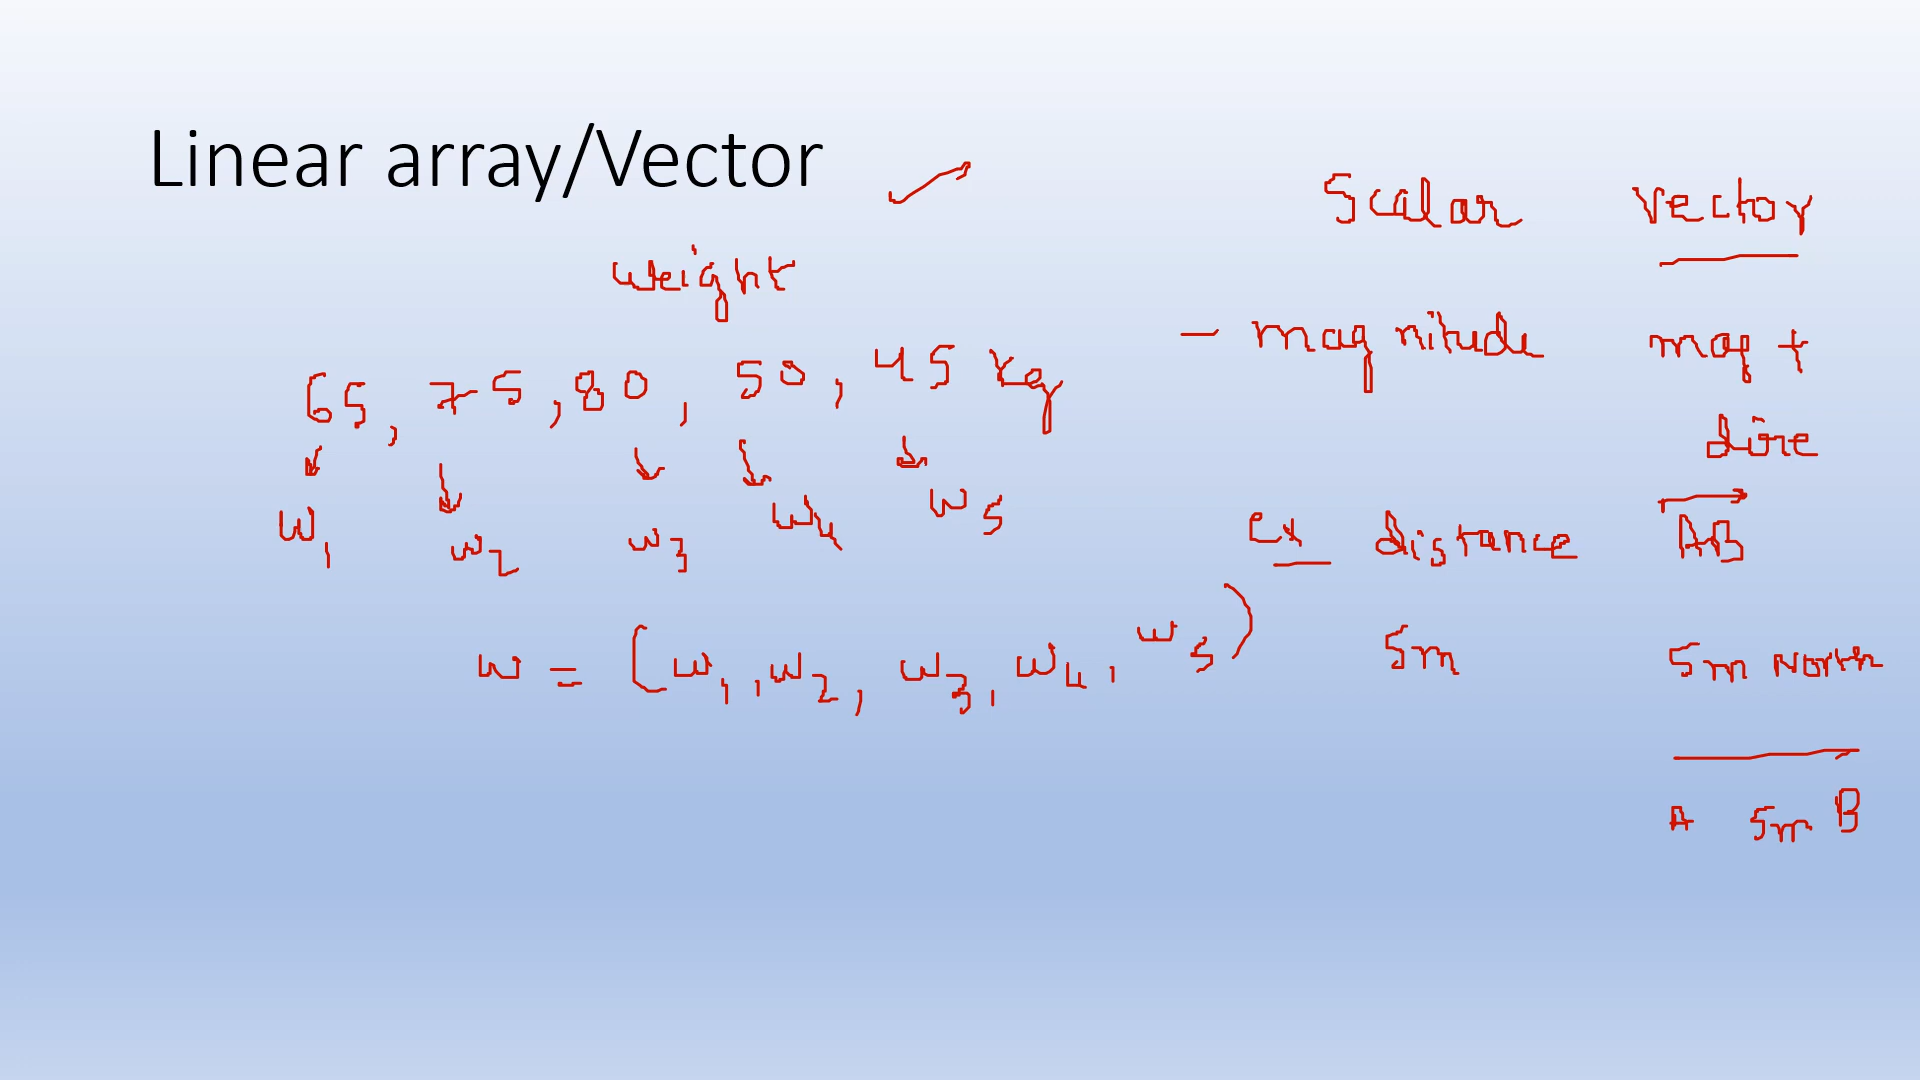 Linear array/Vector
weight
65, 75, 80, 50, 45 kg
w1 w2 w3 w4 w5
w = (w1, w2, w3, w4, w5)
Scalar vector
- magnitude mag +
dire
Ex distance AB
5m 5m North
A 5m B